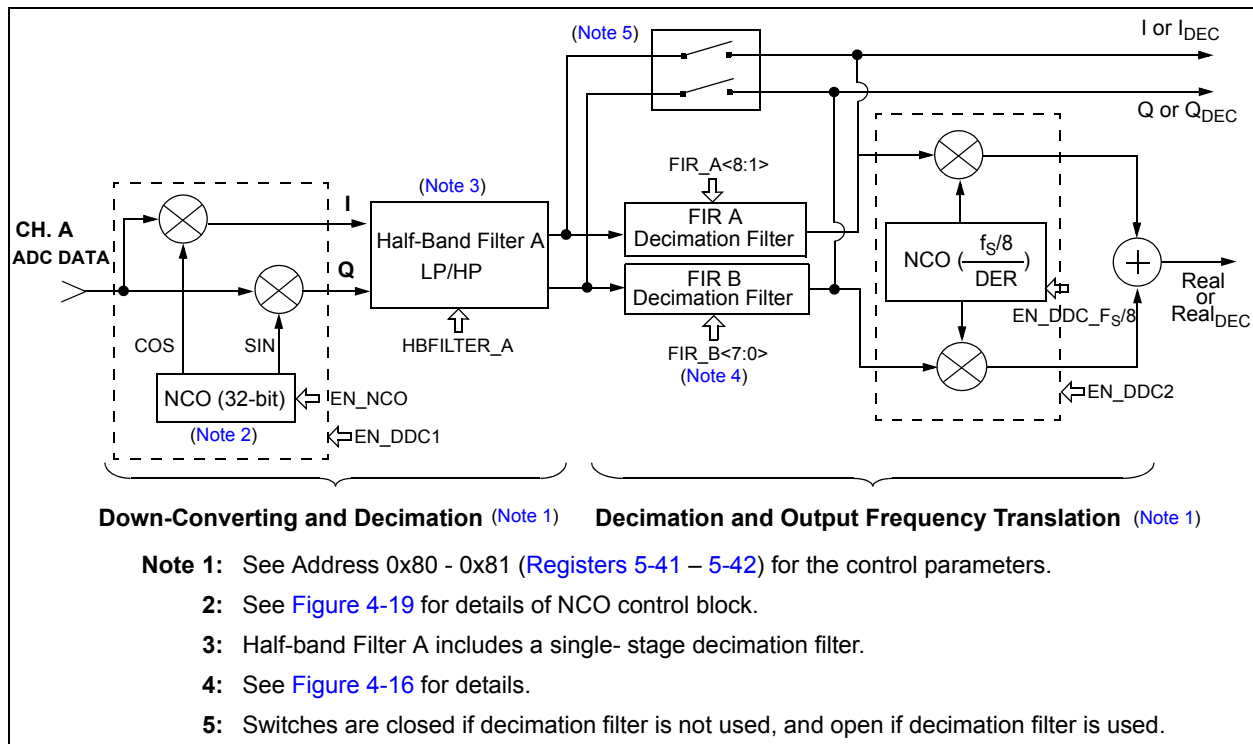 (Note 5)
I or I_DEC
Q or Q_DEC
FIR_A<8:1>
(Note 3)
I
FIR A
Decimation Filter
CH. A
ADC DATA
Half-Band Filter A
LP/HP
NCO (f_S/8 / DER)
Q
FIR B
Decimation Filter
Real
or
Real_DEC
EN_DDC_F_S/8
COS
SIN
HBFILTER_A
FIR_B<7:0>
(Note 4)
NCO (32-bit)
EN_NCO
EN_DDC2
(Note 2)
EN_DDC1
Down-Converting and Decimation (Note 1)
Decimation and Output Frequency Translation (Note 1)
Note 1: See Address 0x80 - 0x81 (Registers 5-41 – 5-42) for the control parameters.
2: See Figure 4-19 for details of NCO control block.
3: Half-band Filter A includes a single- stage decimation filter.
4: See Figure 4-16 for details.
5: Switches are closed if decimation filter is not used, and open if decimation filter is used.